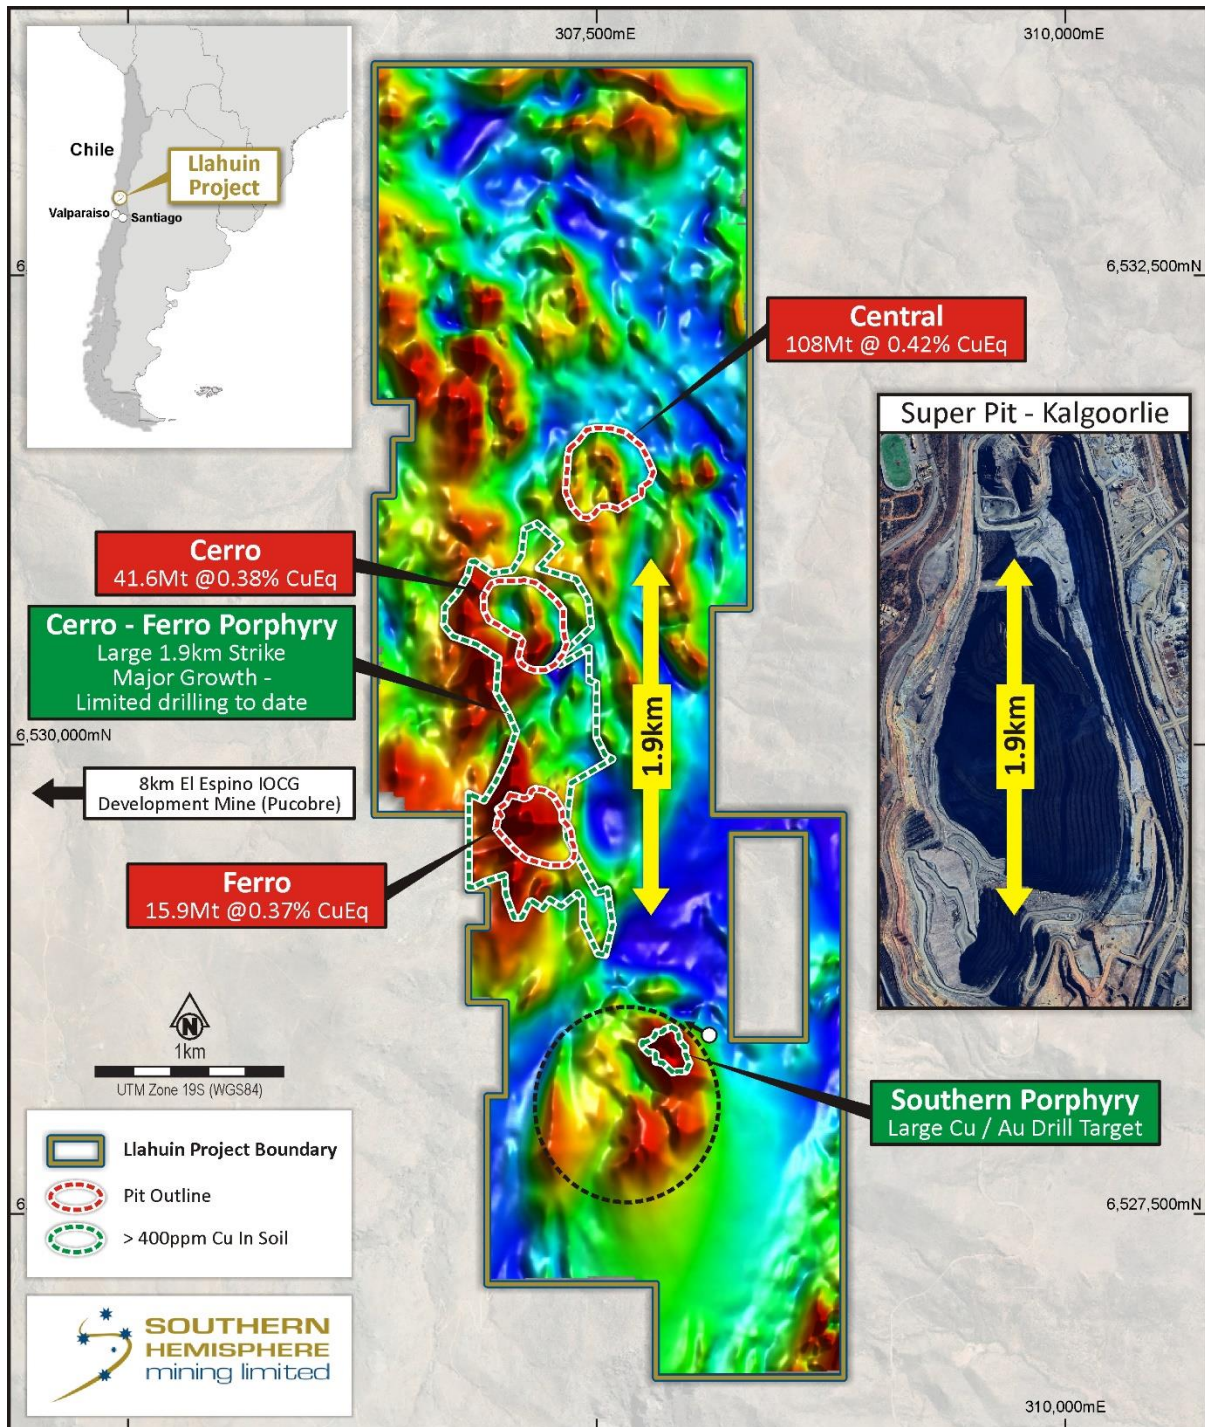 307,500mE
310,000mE
Chile
Llahuin
Project
Valparaiso
Santiago
6,532,500mN
Central
108Mt @ 0.42% CuEq
Super Pit - Kalgoorlie
Cerro
41.6Mt @0.38% CuEq
Cerro - Ferro Porphyry
Large 1.9km Strike
Major Growth -
Limited drilling to date
1.9km
1.9km
6,530,000mN
8km El Espino IOCG
Development Mine (Pucobre)
Ferro
15.9Mt @0.37% CuEq
N
1km
UTM Zone 19S (WGS84)
Southern Porphyry
Large Cu / Au Drill Target
Llahuin Project Boundary
Pit Outline
> 400ppm Cu In Soil
6,527,500mN
SOUTHERN
HEMISPHERE
mining limited
310,000mE